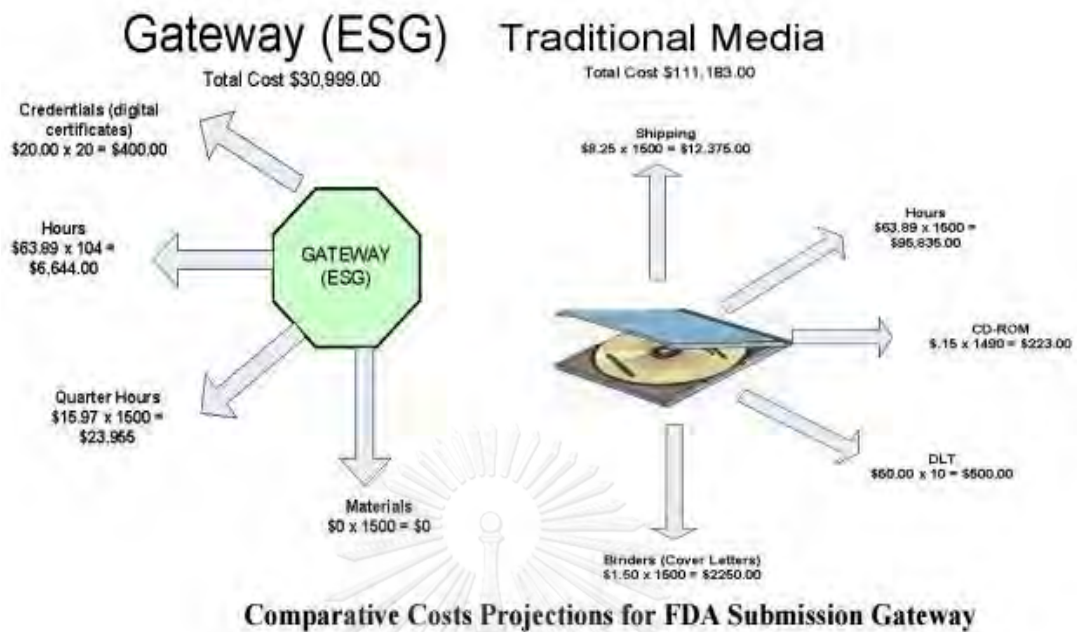 Gateway (ESG)
Total Cost $30,999.00
Credentials (digital
certificates)
$20.00 x 20 = $400.00
Hours
$63.89 x 104 =
$6,644.00
GATEWAY
(ESG)
Quarter Hours
$15.97 x 1500 =
$23,955
Materials
$0 x 1500 = $0
Traditional Media
Total Cost $111,183.00
Shipping
$8.25 x 1500 = $12,375.00
Hours
$63.89 x 1500 =
$95,835.00
CD-ROM
$.15 x 1490 = $223.00
DLT
10 = $500.00
Binders (Cover Letters)
$1.50 x 1500 = $2250.00
Comparative Costs Projections for FDA Submission Gateway